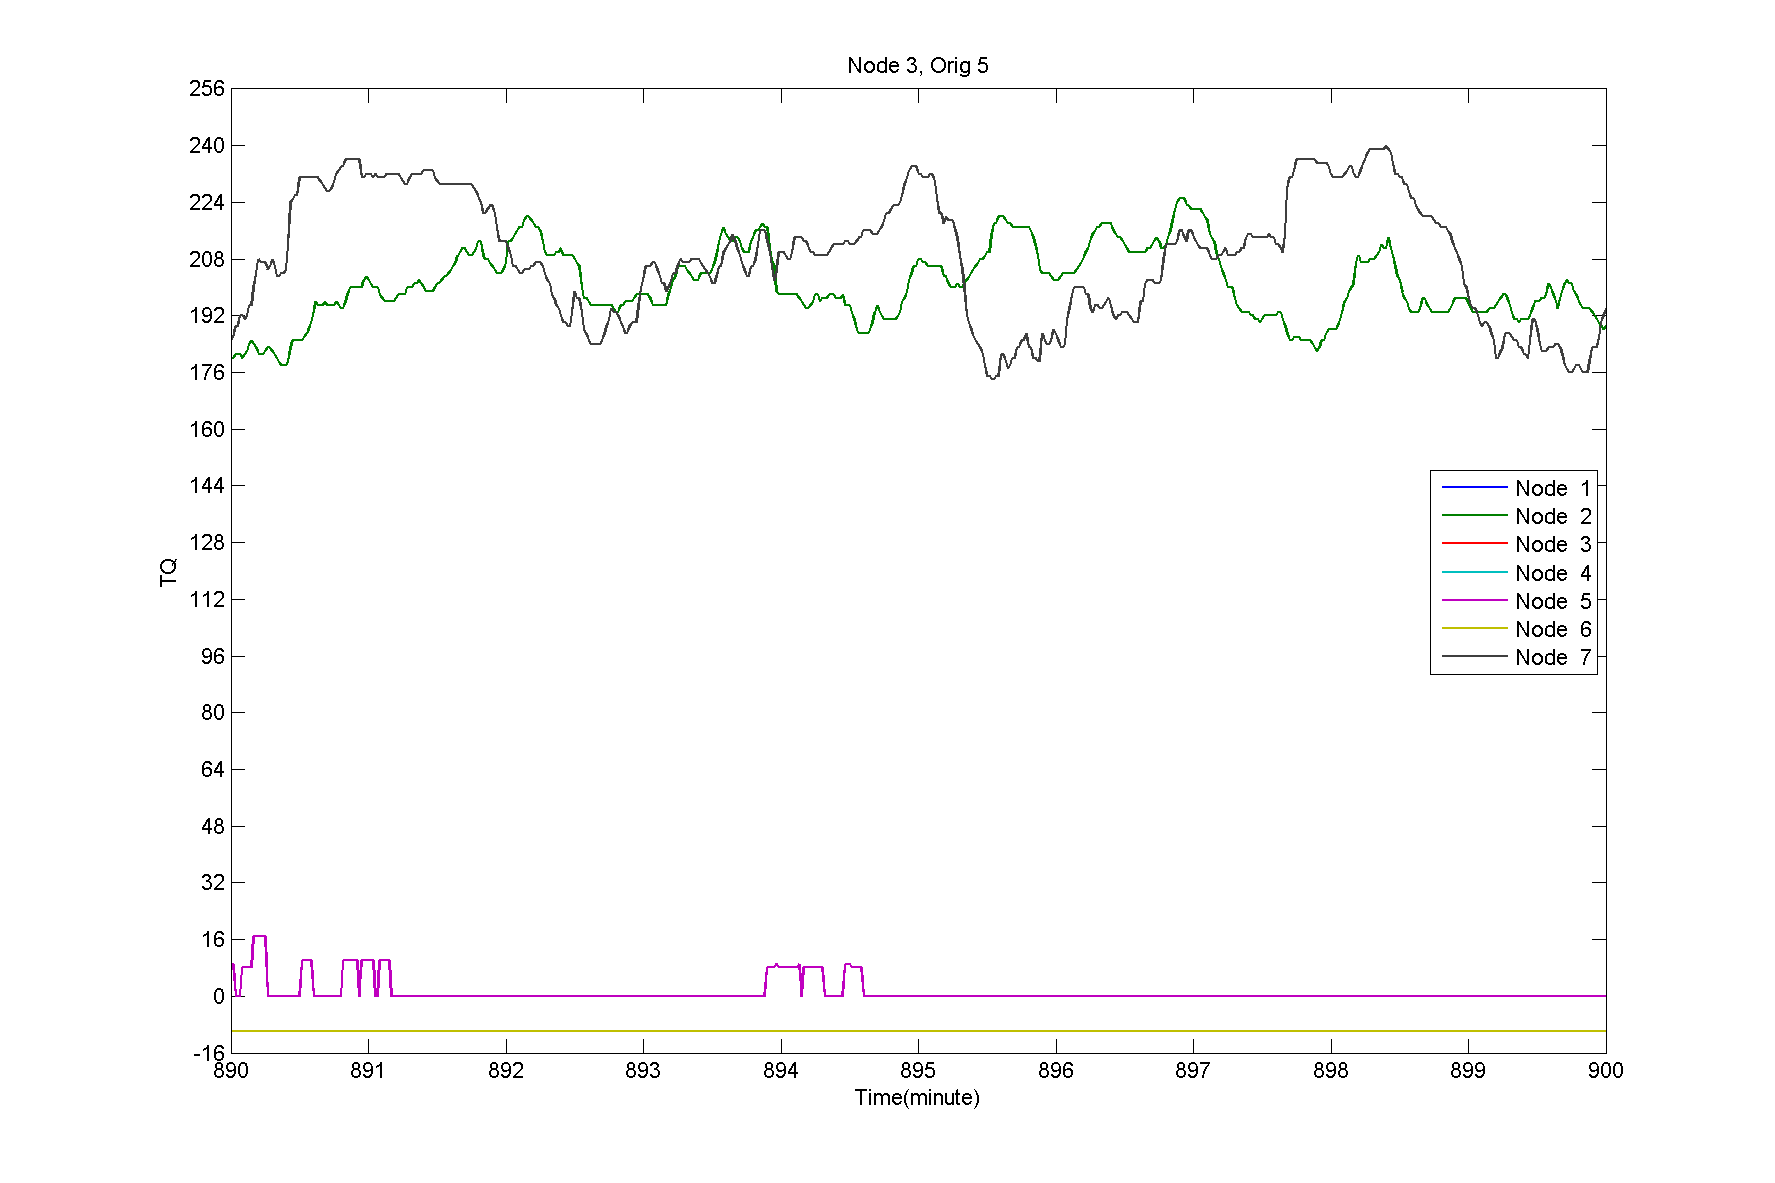 Node 3, Orig 5
256
240
224
208
192
176
160
144
128
112
96
80
64
48
32
16
0
-16
TQ
Node 1
Node 2
Node 3
Node 4
Node 5
Node 6
Node 7
890 891 892 893 894 895 896 897 898 899 900
Time(minute)